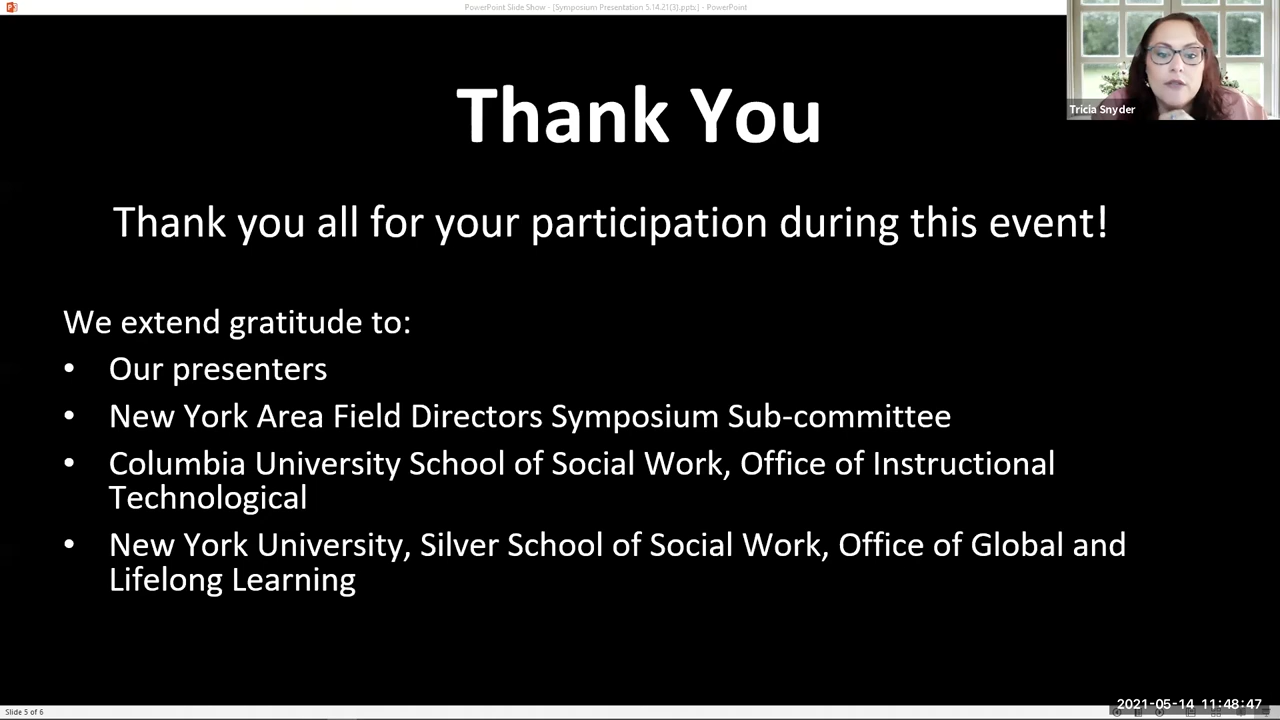 PowerPoint Slide Show - [Symposium Presentation 5.14.21(3).ppts,] - PowerPoint
Tricia Snyder
Thank You
Thank you all for your participation during this event!
We extend gratitude to:
• Our presenters
• New York Area Field Directors Symposium Sub-committee
• Columbia University School of Social Work, Office of Instructional
Technological
• New York University, Silver School of Social Work, Office of Global and
Lifelong Learning
2021-05-14 11:48:47
Slide 5 of 6